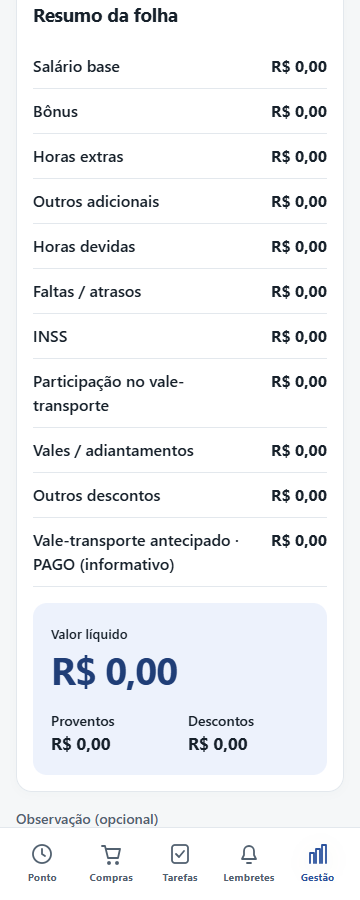 Resumo da folha
Salário base R$ 0,00
Bônus R$ 0,00
Horas extras R$ 0,00
Outros adicionais R$ 0,00
Horas devidas R$ 0,00
Faltas / atrasos R$ 0,00
INSS R$ 0,00
Participação no vale- R$ 0,00
transporte
Vales / adiantamentos R$ 0,00
Outros descontos R$ 0,00
Vale-transporte antecipado · R$ 0,00
PAGO (informativo)
Valor líquido
R$ 0,00
Proventos Descontos
R$ 0,00 R$ 0,00
Observação (opcional)
Ponto Compras Tarefas Lembretes Gestão